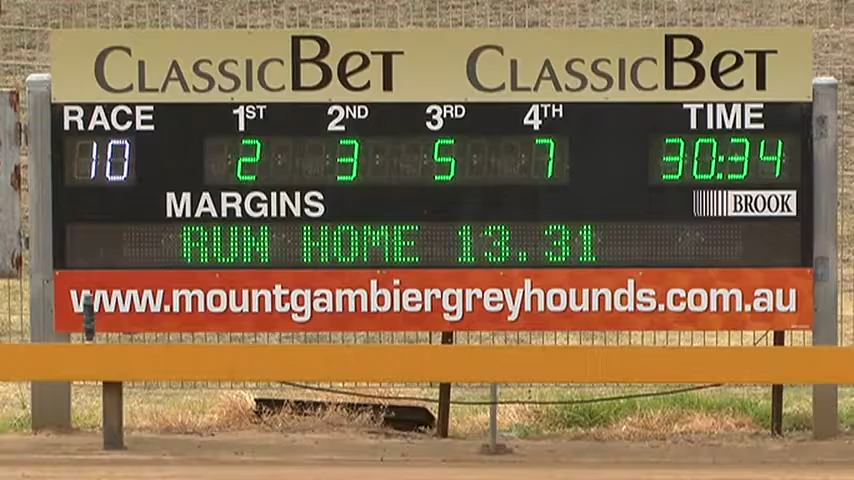 CLASSICBET CLASSICBET
RACE 1ST 2ND 3RD 4TH TIME
10 2 3 5 7 30:34
MARGINS BROOK
RUN HOME 13.31
www.mountgambiergreyhounds.com.au